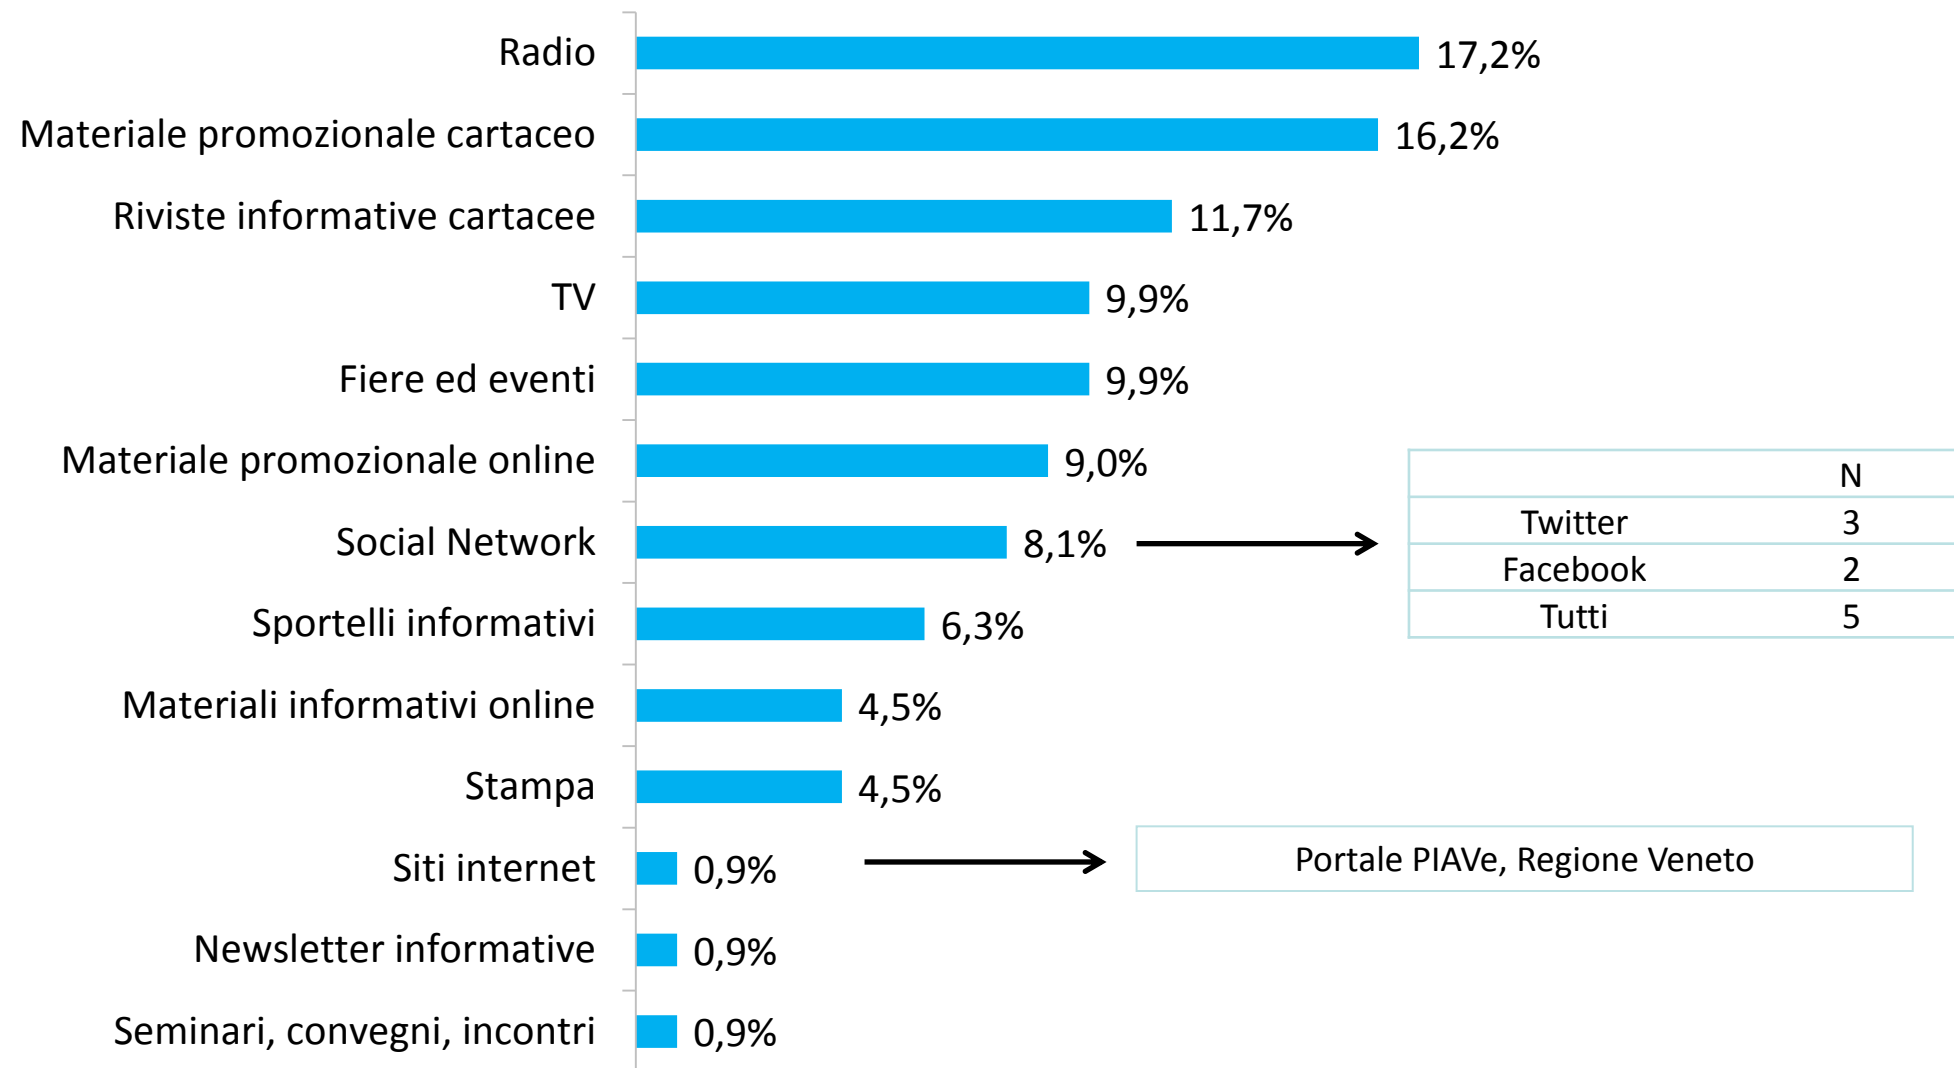 Radio 17,2%
Materiale promozionale cartaceo 16,2%
Riviste informative cartacee 11,7%
TV 9,9%
Fiere ed eventi 9,9%
Materiale promozionale online 9,0%
Social Network 8,1%
Sportelli informativi 6,3%
Materiali informativi online 4,5%
Stampa 4,5%
Siti internet 0,9%
Newsletter informative 0,9%
Seminari, convegni, incontri 0,9%
N
Twitter 3
Facebook 2
Tutti 5
Portale PIAVe, Regione Veneto